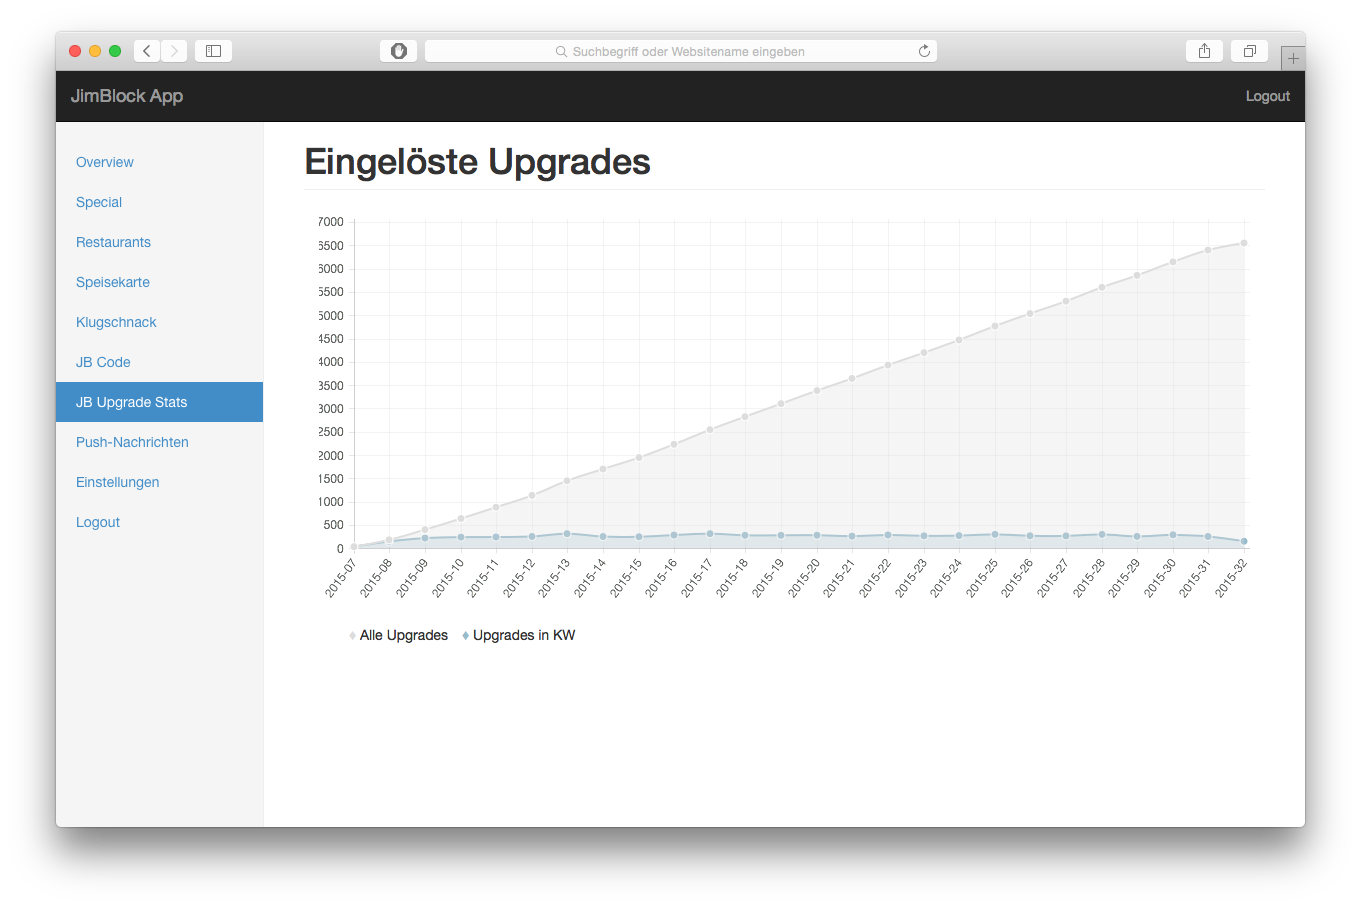 Suchbegriff oder Websitename eingeben
JimBlock App
Logout
Overview
Special
Restaurants
Speisekarte
Klugschnack
JB Code
JB Upgrade Stats
Push-Nachrichten
Einstellungen
Logout
Eingelöste Upgrades
7000
6500
6000
5500
5000
4500
4000
3500
3000
2500
2000
1500
1000
500
0
2015-07
2015-08
2015-09
2015-10
2015-11
2015-12
2015-13
2015-14
2015-15
2015-16
2015-17
2015-18
2015-19
2015-20
2015-21
2015-22
2015-23
2015-24
2015-25
2015-26
2015-27
2015-28
2015-29
2015-30
2015-31
2015-32
Alle Upgrades
Upgrades in KW